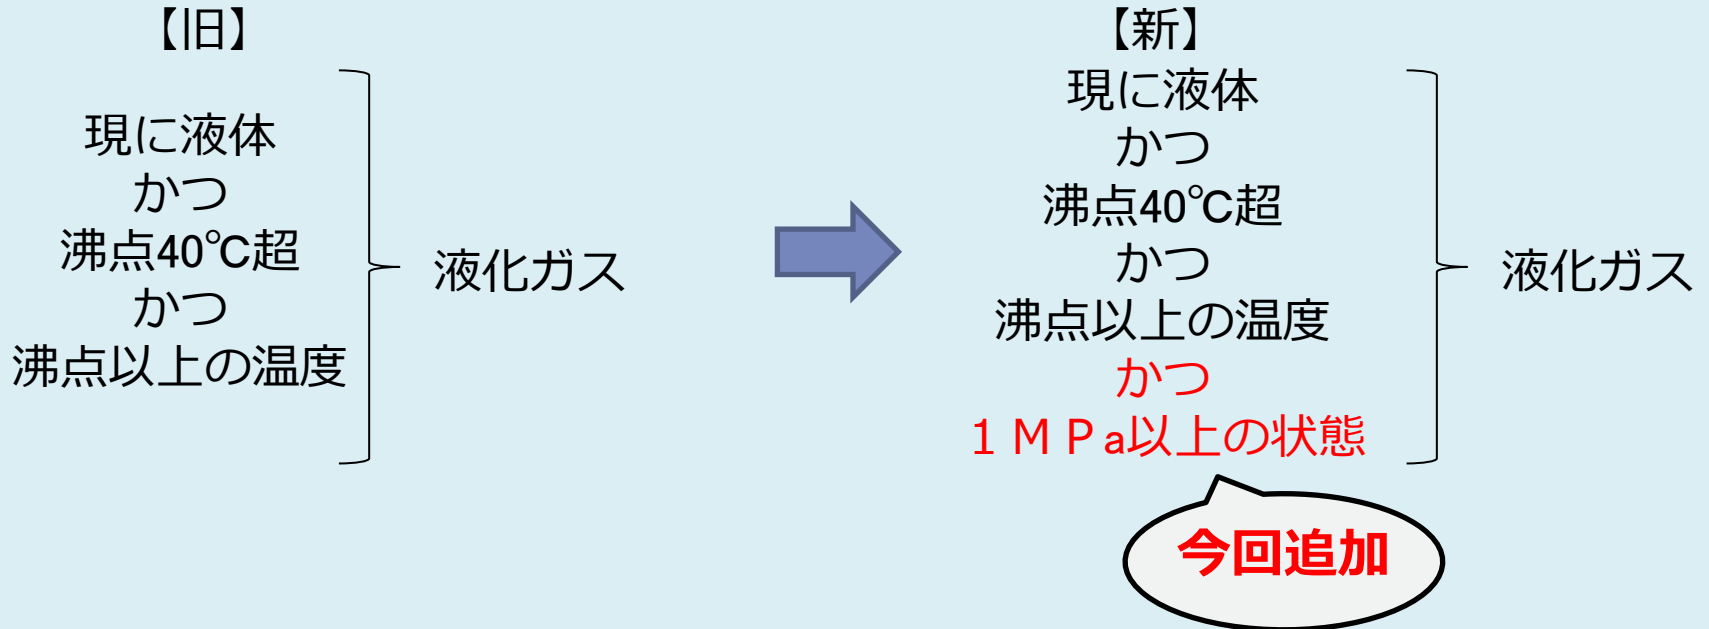 【旧】
現に液体
かつ
沸点40℃超
かつ
沸点以上の温度
液化ガス
【新】
現に液体
かつ
沸点40℃超
かつ
沸点以上の温度
かつ
１ＭＰa以上の状態
液化ガス
今回追加